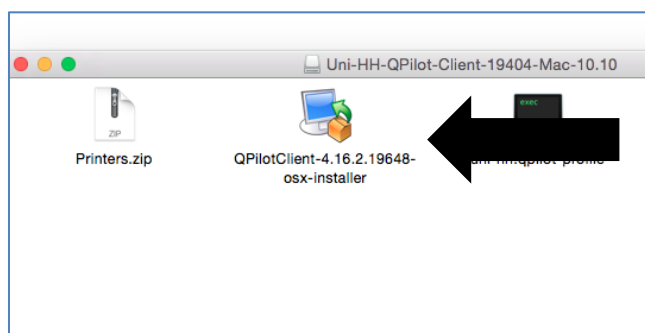 Uni-HH-QPilot-Client-19404-Mac-10.10
exec
ZIP
Printers.zip
QPilotClient-4.16.2.19648-
osx-installer